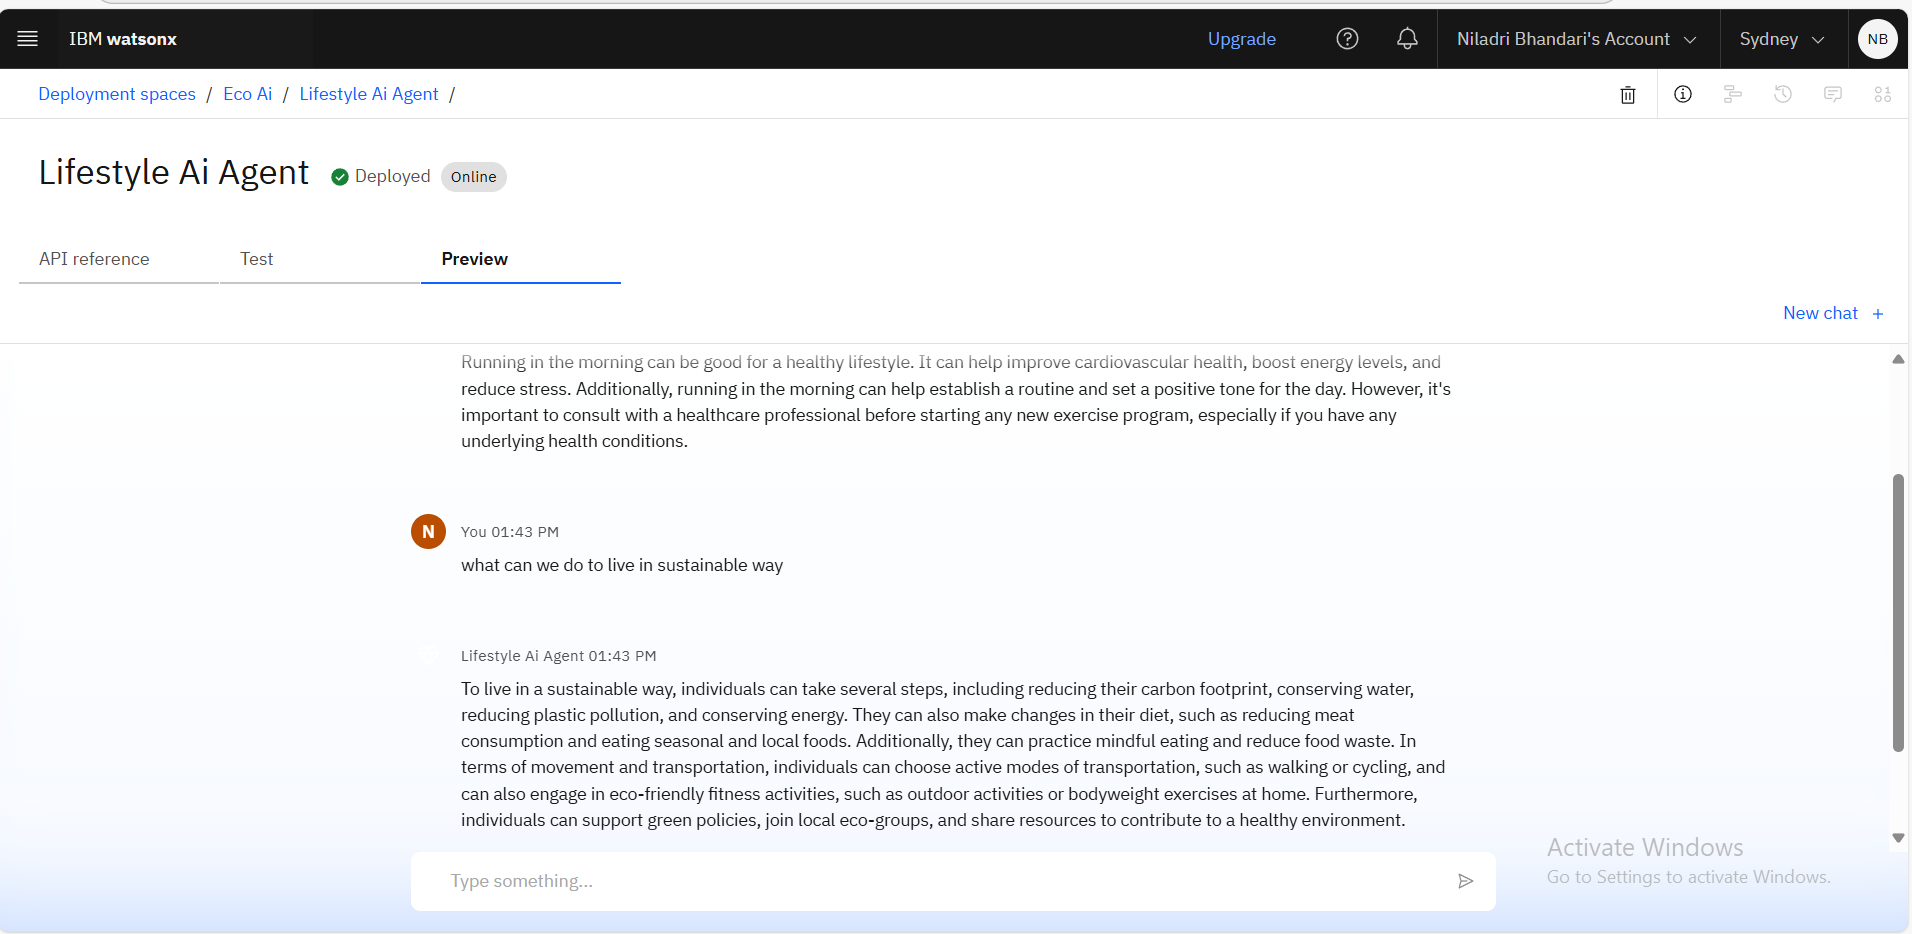 IBM watsonx
Upgrade
Niladri Bhandari's Account
Sydney
NB
Deployment spaces / Eco Ai / Lifestyle Ai Agent /
Lifestyle Ai Agent
Deployed
Online
API reference
Test
Preview
New chat +
Running in the morning can be good for a healthy lifestyle. It can help improve cardiovascular health, boost energy levels, and
reduce stress. Additionally, running in the morning can help establish a routine and set a positive tone for the day. However, it's
important to consult with a healthcare professional before starting any new exercise program, especially if you have any
underlying health conditions.
N
You 01:43 PM
what can we do to live in sustainable way
Lifestyle Ai Agent 01:43 PM
To live in a sustainable way, individuals can take several steps, including reducing their carbon footprint, conserving water,
reducing plastic pollution, and conserving energy. They can also make changes in their diet, such as reducing meat
consumption and eating seasonal and local foods. Additionally, they can practice mindful eating and reduce food waste. In
terms of movement and transportation, individuals can choose active modes of transportation, such as walking or cycling, and
can also engage in eco-friendly fitness activities, such as outdoor activities or bodyweight exercises at home. Furthermore,
individuals can support green policies, join local eco-groups, and share resources to contribute to a healthy environment.
Type something...
Activate Windows
Go to Settings to activate Windows.